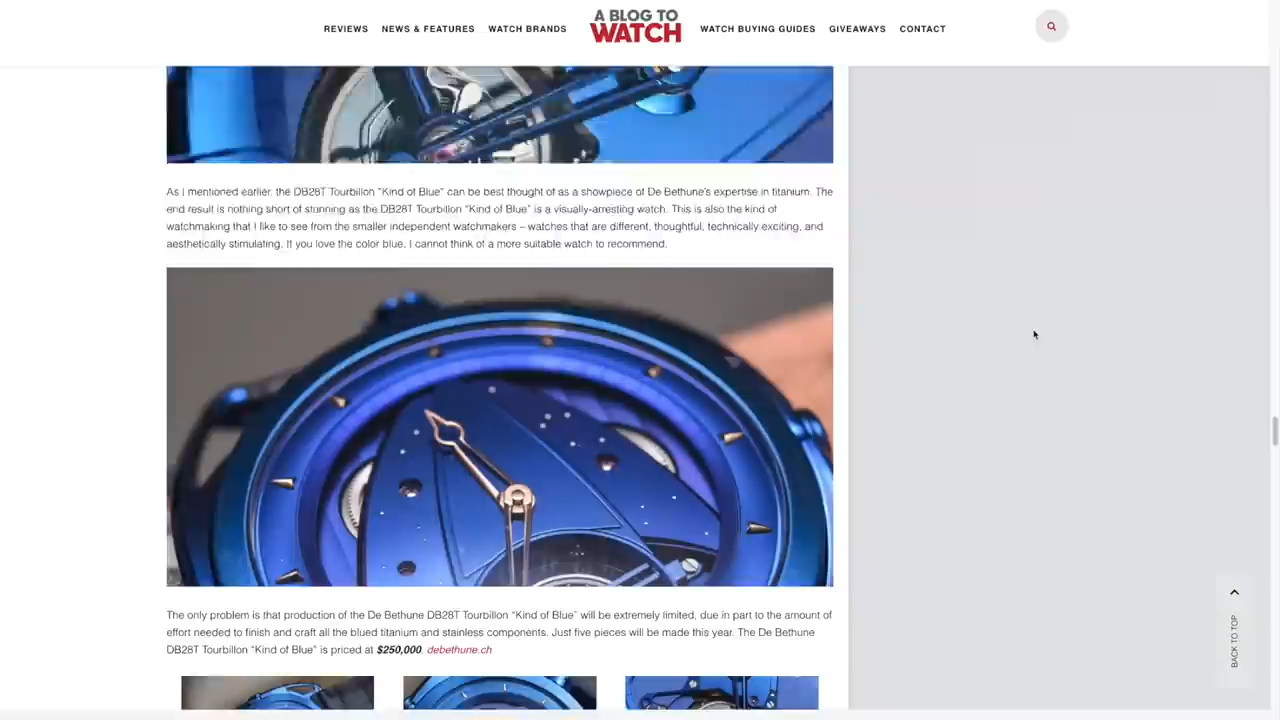 REVIEWS NEWS & FEATURES WATCH BRANDS A BLOG TO WATCH WATCH BUYING GUIDES GIVEAWAYS CONTACT
As I mentioned earlier, the DB28T Tourbillon "Kind of Blue" can be best thought of as a showpiece of De Bethune's expertise in titanium. The
end result is nothing short of stunning as the DB28T Tourbillon "Kind of Blue" is a visually-arresting watch. This is also the kind of
watchmaking that I like to see from the smaller independent watchmakers – watches that are different, thoughtful, technically exciting, and
aesthetically stimulating. If you love the color blue, I cannot think of a more suitable watch to recommend.
The only problem is that production of the De Bethune DB28T Tourbillon "Kind of Blue" will be extremely limited, due in part to the amount of
effort needed to finish and craft all the blued titanium and stainless components. Just five pieces will be made this year. The De Bethune
DB28T Tourbillon "Kind of Blue" is priced at $250,000. debethune.ch
BACK TO TOP